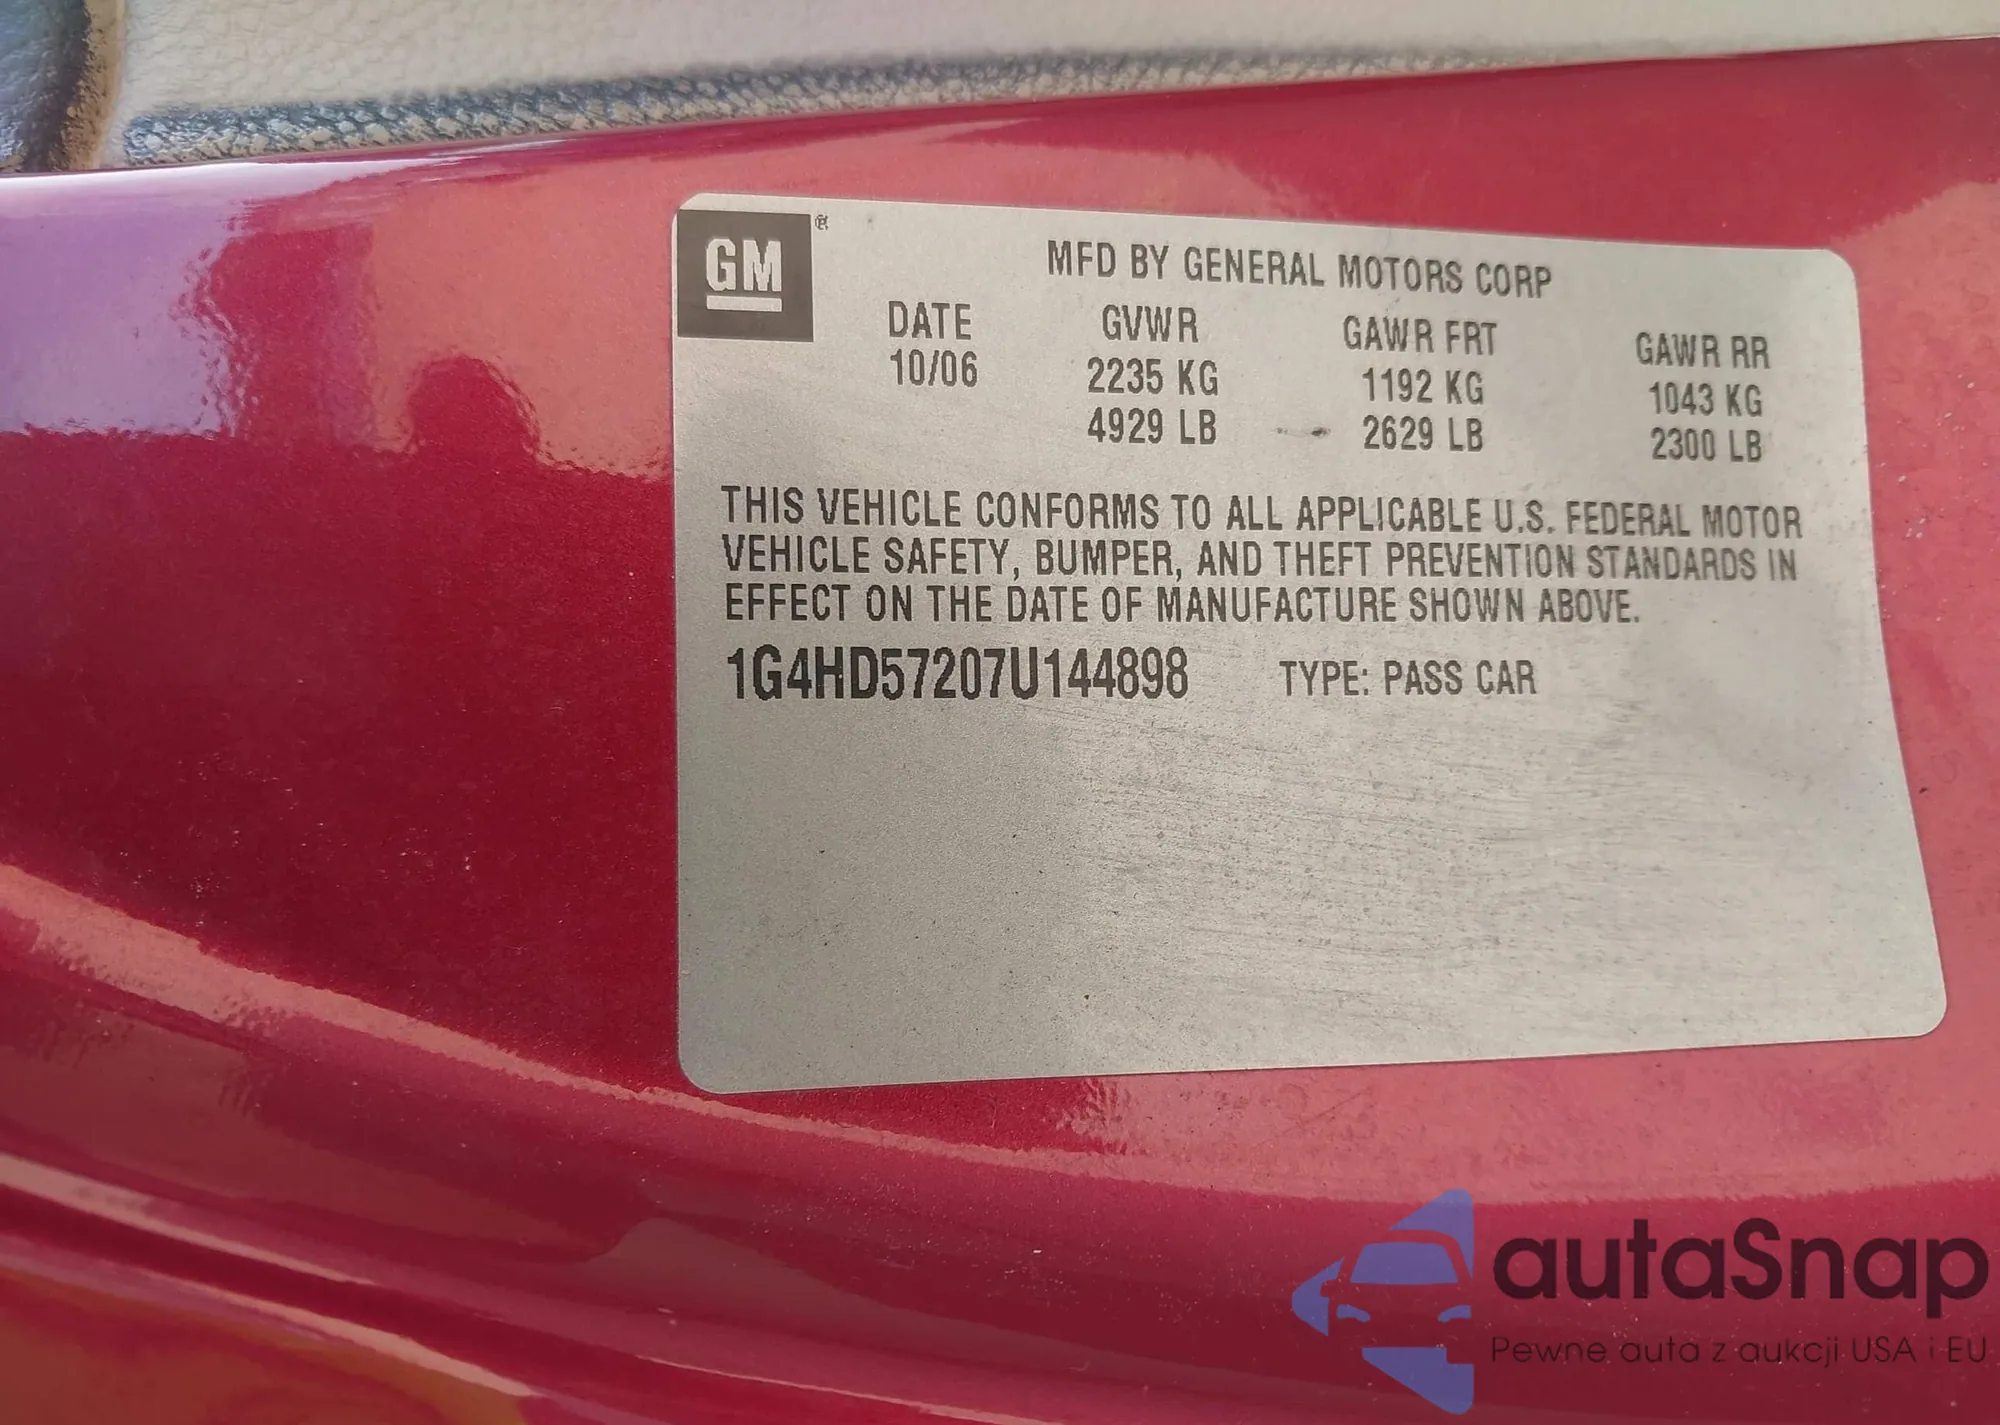 GM ®
MFD BY GENERAL MOTORS CORP
DATE GVWR GAWR FRT GAWR RR
10/06 2235 KG 1192 KG 1043 KG
4929 LB 2629 LB 2300 LB
THIS VEHICLE CONFORMS TO ALL APPLICABLE U.S. FEDERAL MOTOR
VEHICLE SAFETY, BUMPER, AND THEFT PREVENTION STANDARDS IN
EFFECT ON THE DATE OF MANUFACTURE SHOWN ABOVE.
1G4HD57207U144898 TYPE: PASS CAR
autaSnap
Pewne auta z aukcji USA i EU